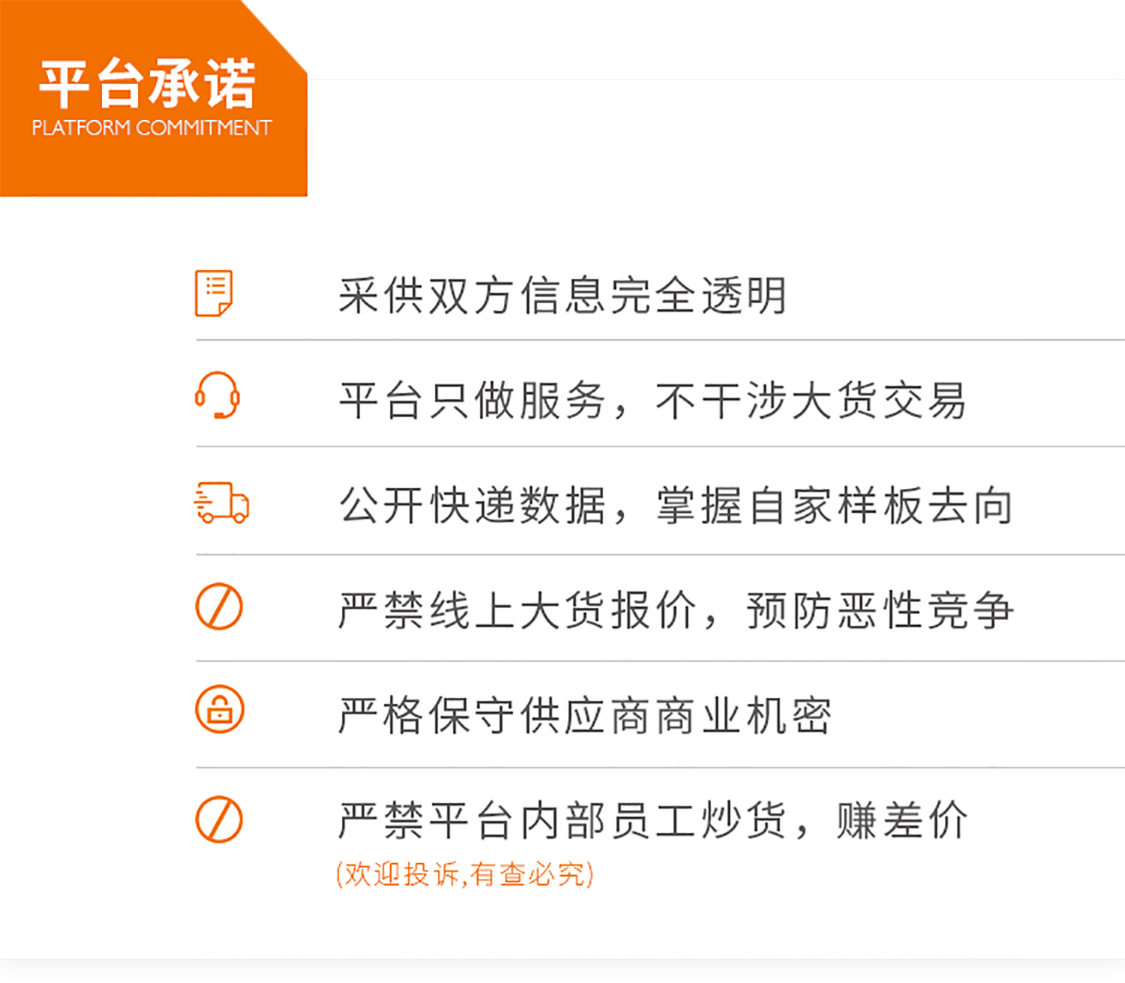 平台承诺
PLATFORM COMMITMENT
采供双方信息完全透明
平台只做服务，不干涉大货交易
公开快递数据，掌握自家样板去向
严禁线上大货报价，预防恶性竞争
严格保守供应商商业机密
严禁平台内部员工炒货，赚差价
(欢迎投诉,有查必究)